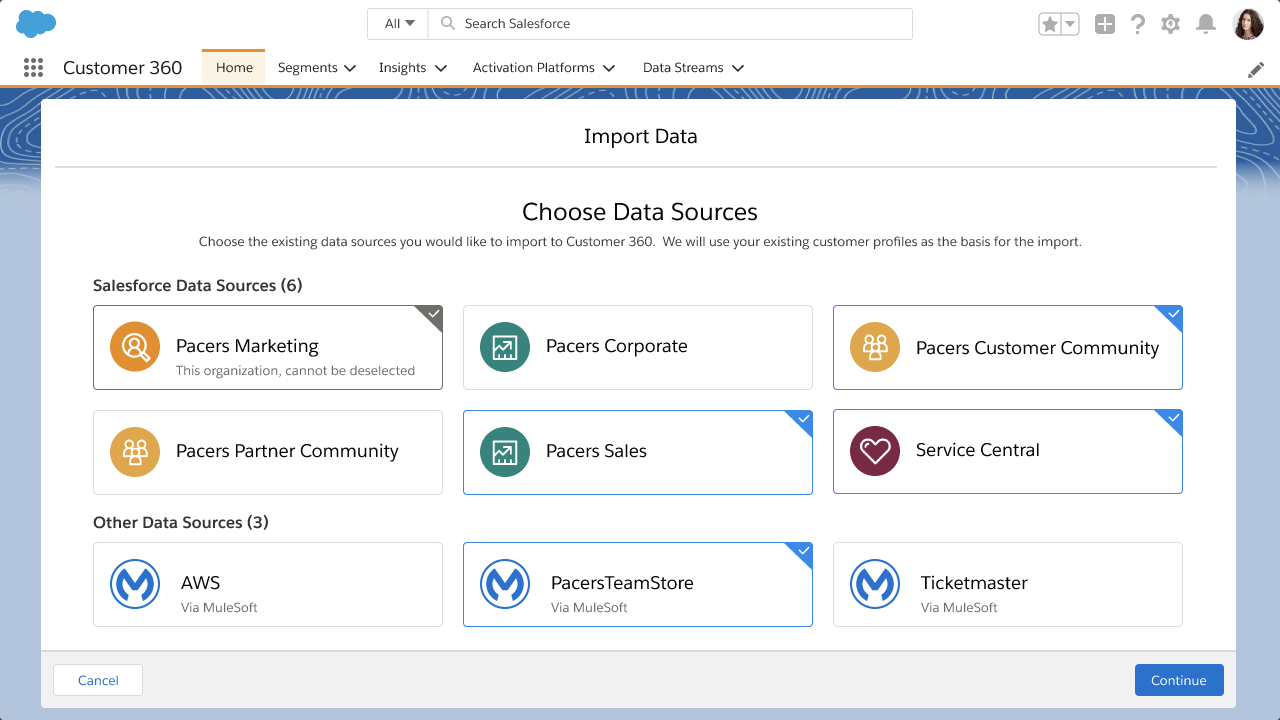 All
Search Salesforce
Customer 360
Home
Segments
Insights
Activation Platforms
Data Streams
Import Data
Choose Data Sources
Choose the existing data sources you would like to import to Customer 360.  We will use your existing customer profiles as the basis for the import.
Salesforce Data Sources (6)
Pacers Marketing
This organization, cannot be deselected
Pacers Corporate
Pacers Customer Community
Pacers Partner Community
Pacers Sales
Service Central
Other Data Sources (3)
AWS
Via MuleSoft
PacersTeamStore
Via MuleSoft
Ticketmaster
Via MuleSoft
Cancel
Continue